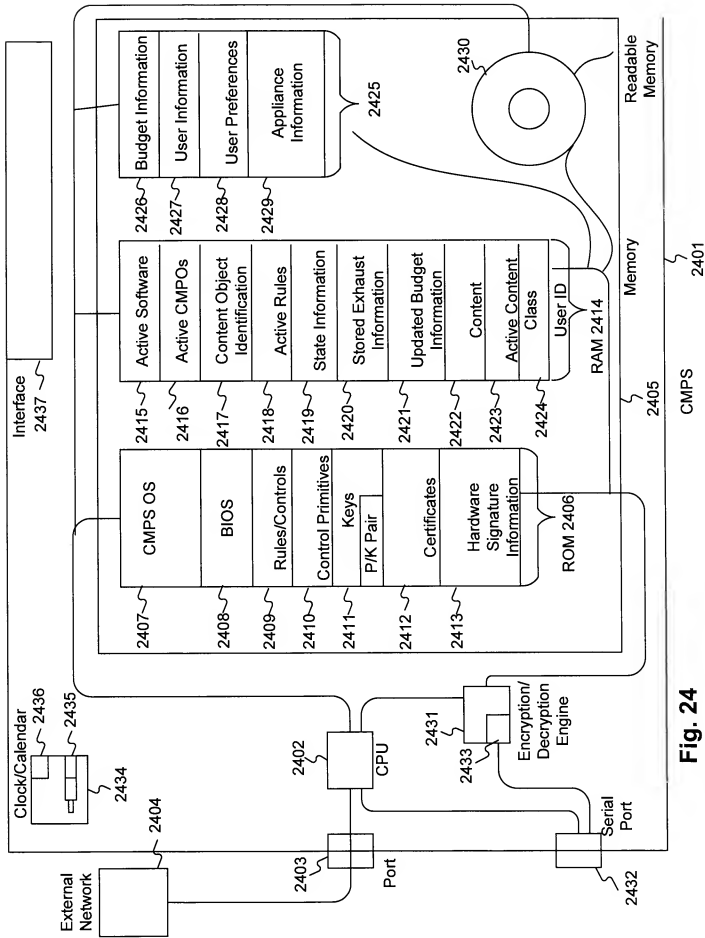 External
Network
2404
Clock/Calendar
2436
2435
2434
Interface
2437
2403
Port
2402
CPU
2431
2433
Encryption/
Decryption
Engine
2432
Serial
Port
2407
CMPS OS
2408
BIOS
2409
Rules/Controls
2410
Control Primitives
2411
Keys
P/K Pair
2412
Certificates
2413
Hardware
Signature
Information
ROM 2406
2415
Active Software
2416
Active CMPOs
2417
Content Object
Identification
2418
Active Rules
2419
State Information
2420
Stored Exhaust
Information
2421
Updated Budget
Information
2422
Content
2423
Active Content
Class
2424
User ID
RAM 2414
2426
Budget Information
2427
User Information
2428
User Preferences
2429
Appliance
Information
2425
2430
Readable
Memory
Memory
2405
CMPS
2401
Fig. 24